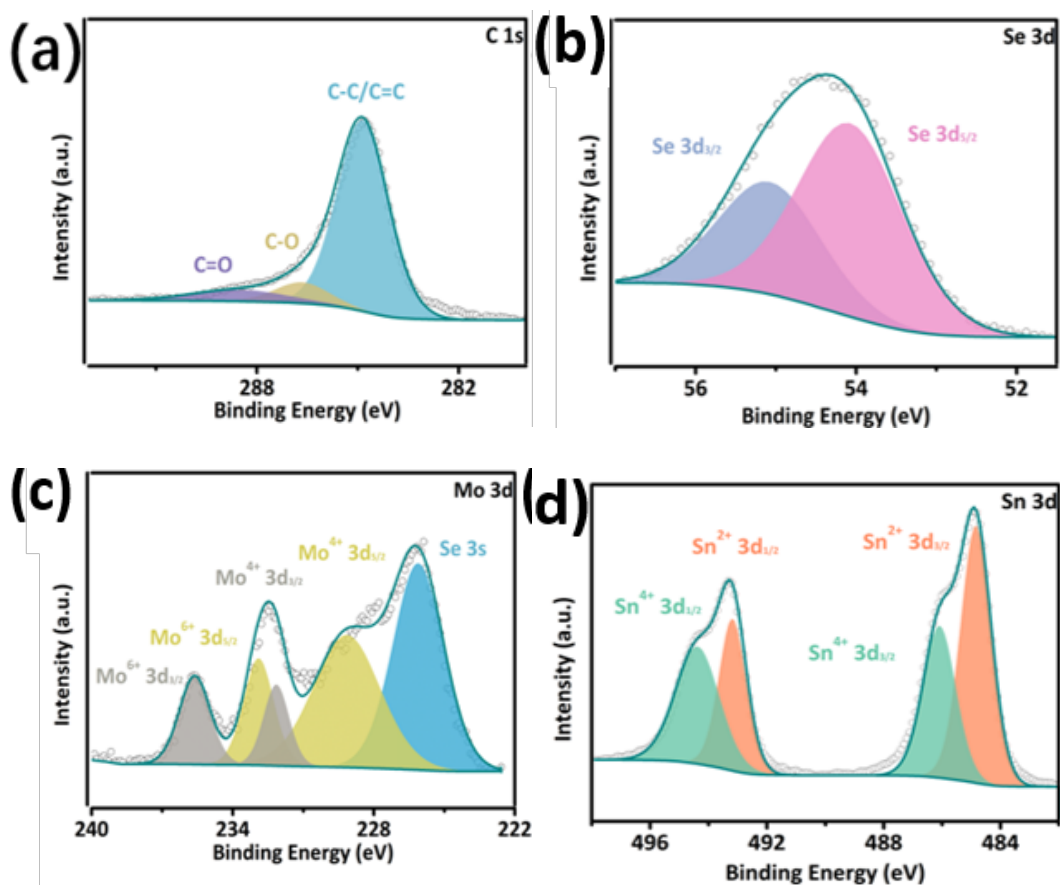 (a)
C 1s
C-C/C=C
C-O
C=O
Intensity (a.u.)
288 282
Binding Energy (eV)
(b)
Se 3d
Se 3d3/2
Se 3d5/2
Intensity (a.u.)
56 54 52
Binding Energy (eV)
(c)
Mo 3d
Se 3s
Mo4+ 3d5/2
Mo4+ 3d3/2
Mo6+ 3d5/2
Mo6+ 3d3/2
Intensity (a.u.)
240 234 228 222
Binding Energy (eV)
(d)
Sn 3d
Sn2+ 3d3/2
Sn2+ 3d1/2
Sn4+ 3d1/2
Sn4+ 3d3/2
Intensity (a.u.)
496 492 488 484
Binding Energy (eV)